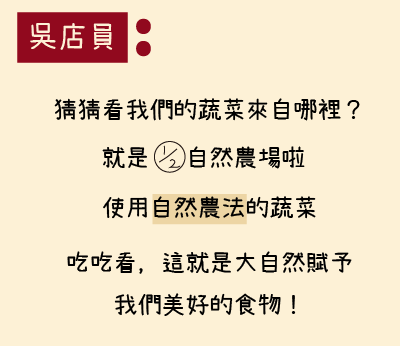 吳店員：
猜猜看我們的蔬菜來自哪裡？
就是½自然農場啦
使用自然農法的蔬菜
吃吃看，這就是大自然賦予
我們美好的食物！